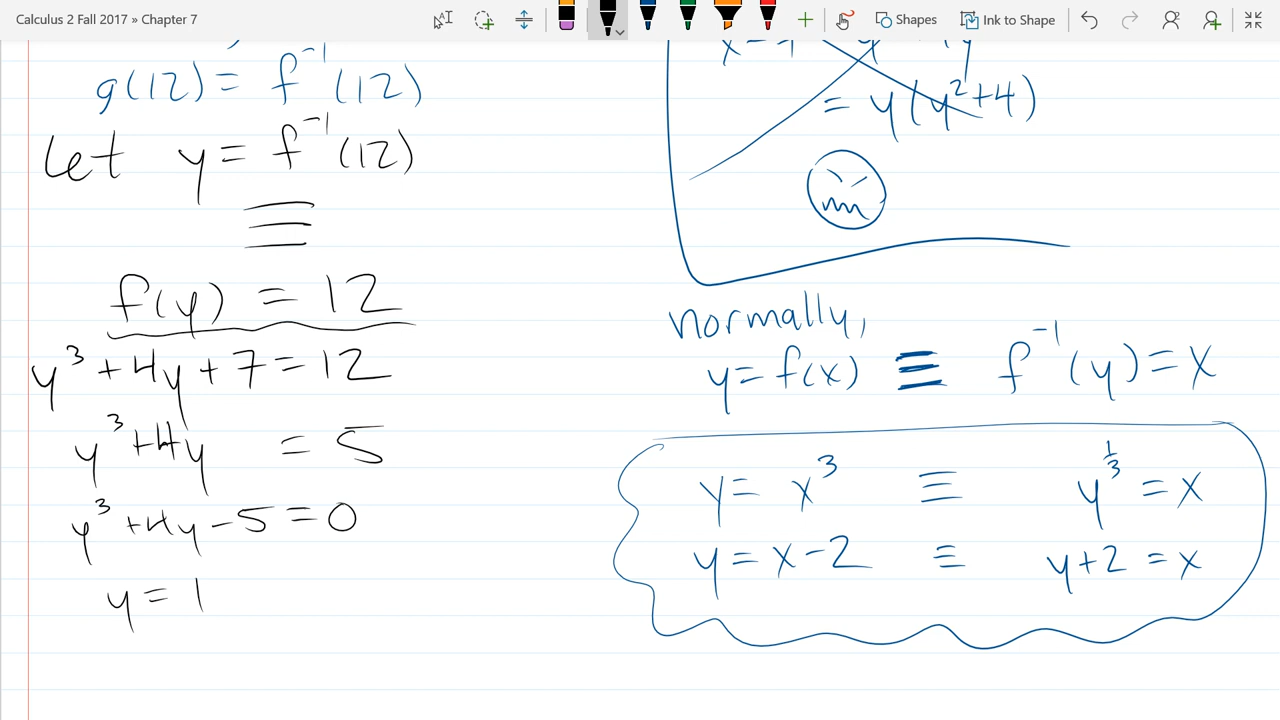 Calculus 2 Fall 2017 » Chapter 7
Shapes
Ink to Shape
g(12) = f⁻¹(12)
Let y = f⁻¹(12)
≡
f(y) = 12
y³ + 4y + 7 = 12
y³ + 4y = 5
y³ + 4y - 5 = 0
y = 1
= y(y² + 4)
normally,
y = f(x) ≡ f⁻¹(y) = x
y = x³ ≡ y^(1/3) = x
y = x - 2 ≡ y + 2 = x